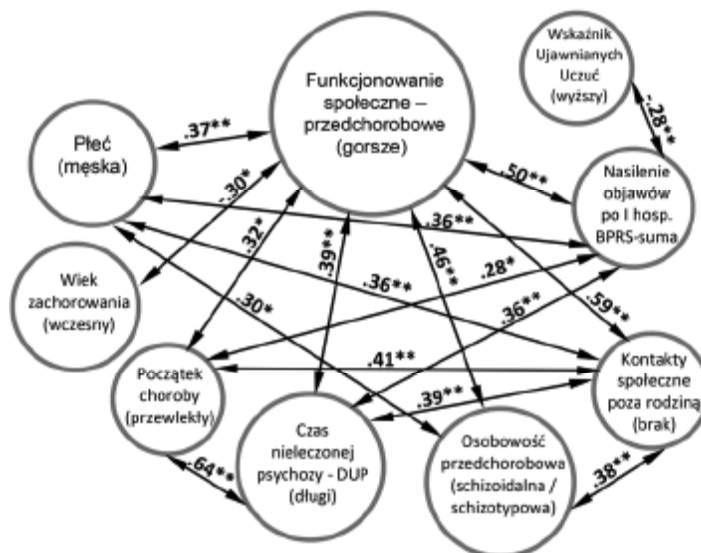 Wskaźnik
Ujawnianych
Uczuć
(wyższy)
Funkcjonowanie
społeczne –
przedchorobowe
(gorsze)
Płeć
(męska)
.37**
-.28**
-.30*
.50**
Nasilenie
objawów
po I hosp.
BPRS-suma
.32*
.39**
.46**
.36**
Wiek
zachorowania
(wczesny)
.30*
.36**
.28*
.36**
.59**
Początek
choroby
(przewlekły)
.41**
.39**
Kontakty
społeczne
poza rodziną
(brak)
Czas
nieleczonej
psychozy - DUP
(długi)
Osobowość
przedchorobowa
(schizoidalna /
schizotypowa)
.64**
.38**